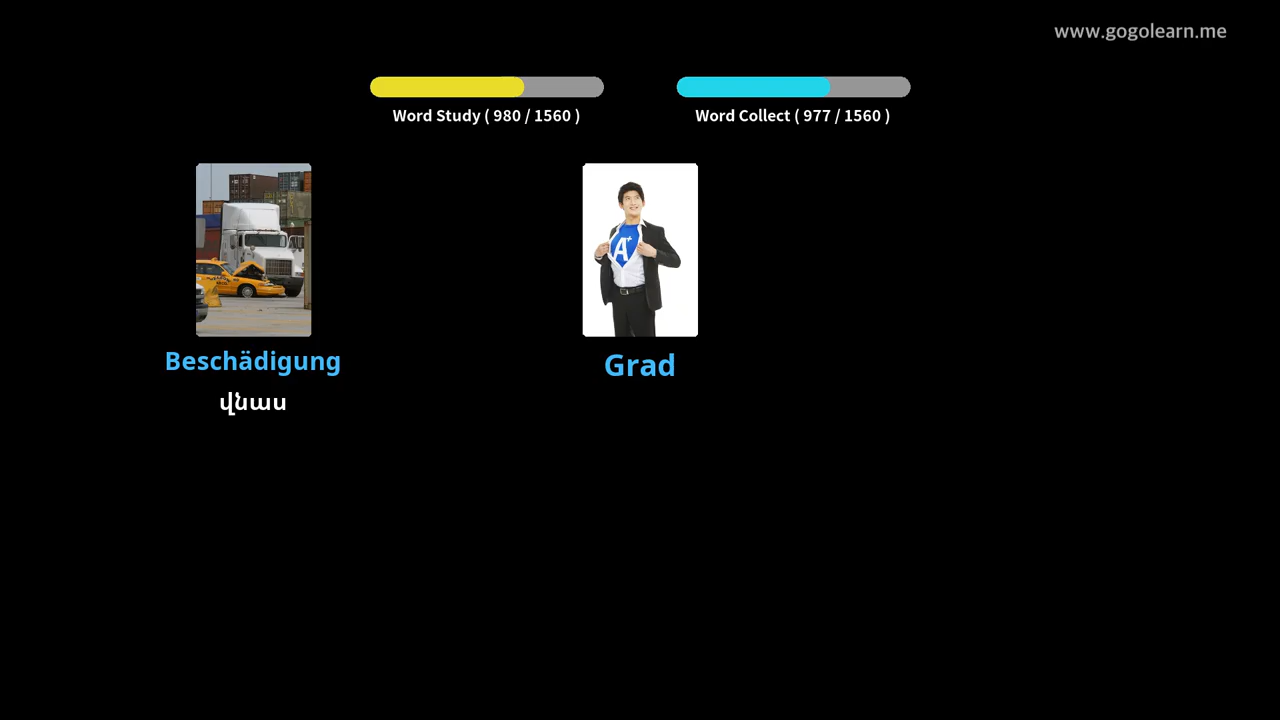 www.gogolearn.me
Word Study ( 980 / 1560 )
Word Collect ( 977 / 1560 )
A+
Beschädigung
Grad
վնաս